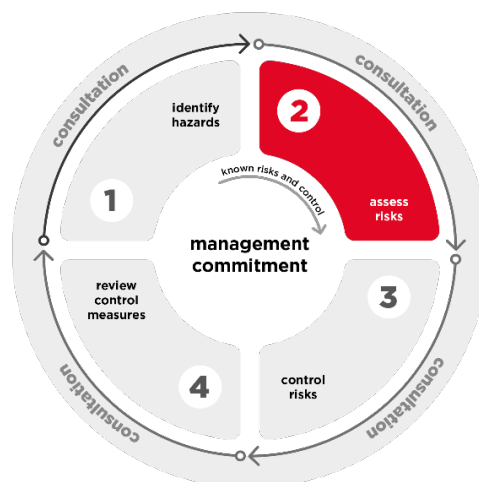 consultation
consultation
identify
hazards
1
2
assess
risks
known risks and control
management
commitment
review
control
measures
4
3
control
risks
consultation
consultation